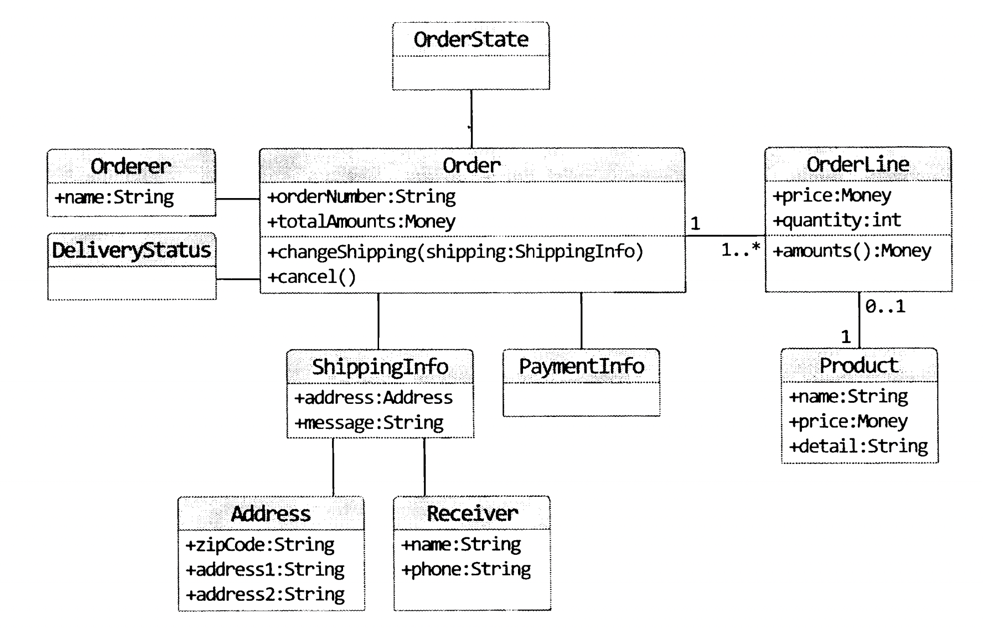 OrderState
Orderer
+name:String
DeliveryStatus
Order
+orderNumber:String
+totalAmounts:Money
+changeShipping(shipping:ShippingInfo)
+cancel()
1
1..*
OrderLine
+price:Money
+quantity:int
+amounts():Money
0..1
1
ShippingInfo
+address:Address
+message:String
PaymentInfo
Product
+name:String
+price:Money
+detail:String
Address
+zipCode:String
+address1:String
+address2:String
Receiver
+name:String
+phone:String